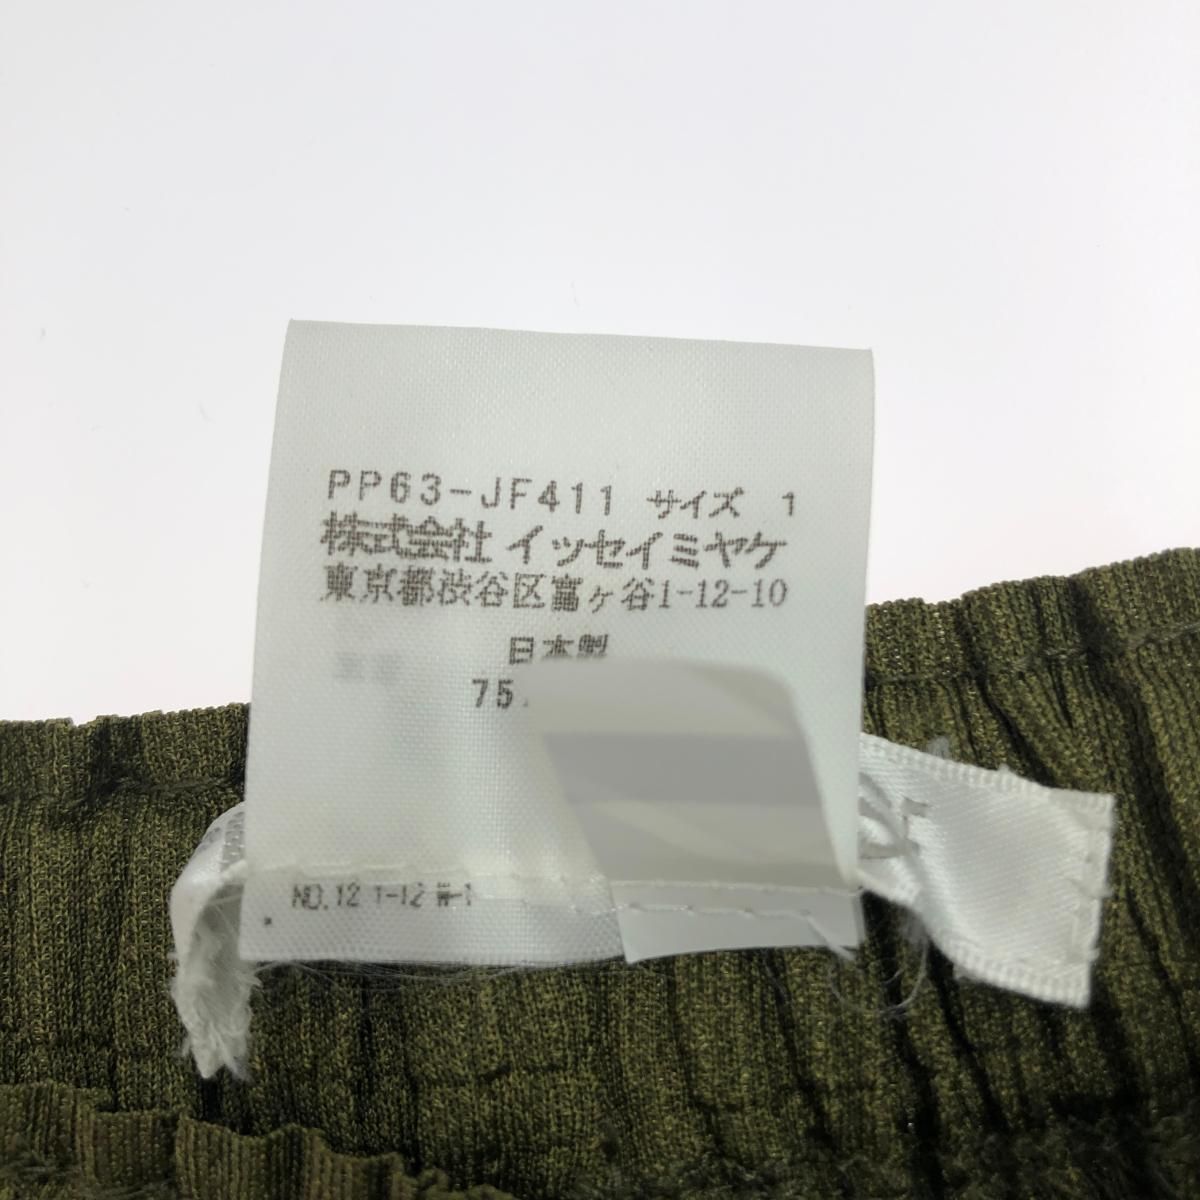 PP63-JF411 サイズ 1
株式会社 イッセイミヤケ
東京都渋谷区富ヶ谷1-12-10
日本製
75
NO.12 1-12